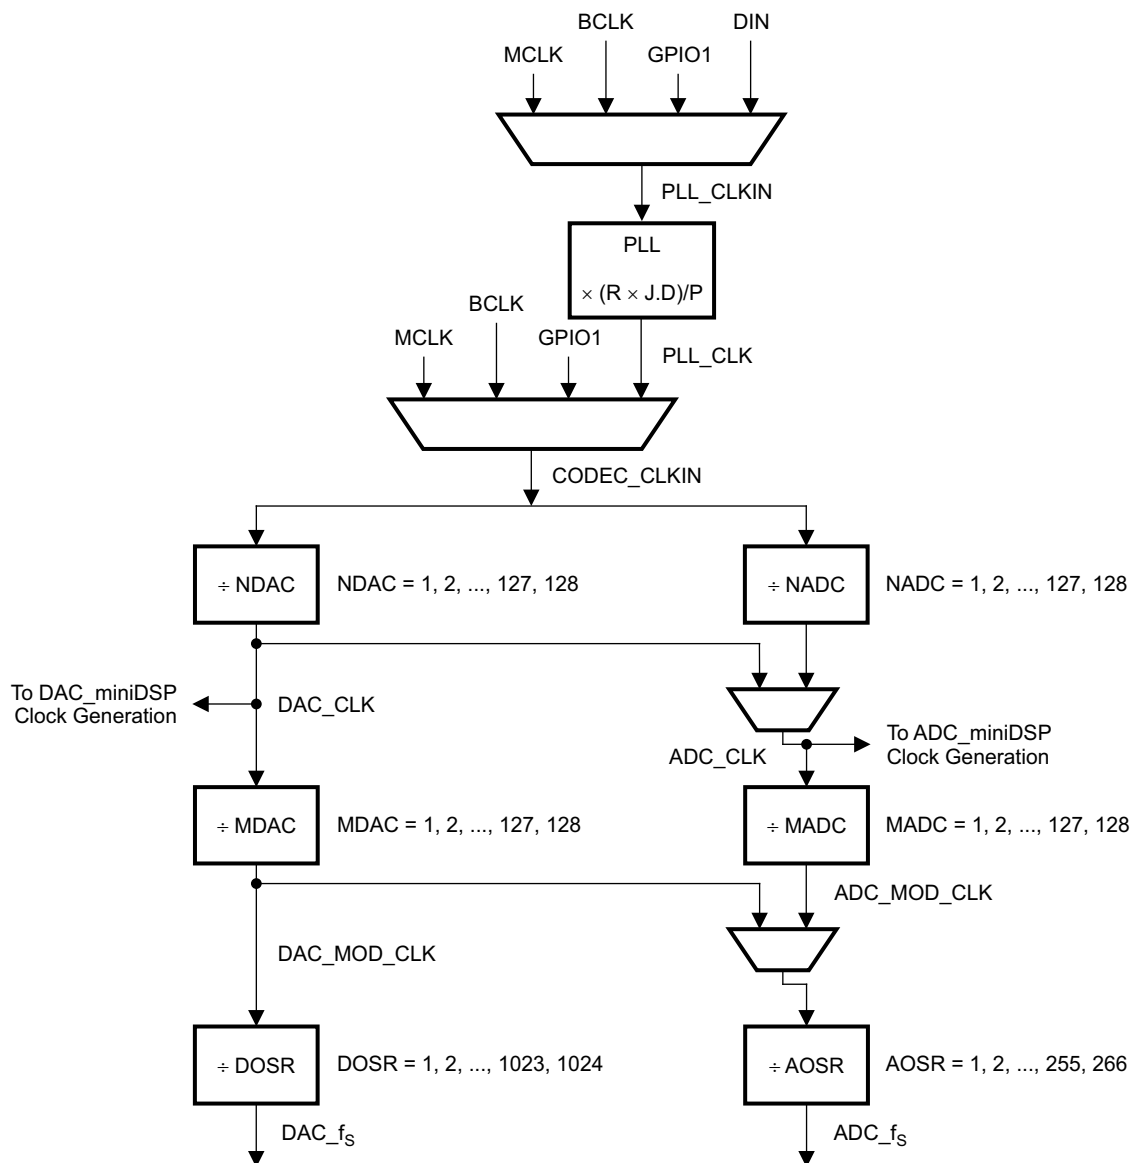 BCLK
DIN
MCLK
GPIO1
PLL_CLKIN
PLL
× (R × J.D)/P
BCLK
MCLK
GPIO1
PLL_CLK
CODEC_CLKIN
÷ NDAC
NDAC = 1, 2, ..., 127, 128
÷ NADC
NADC = 1, 2, ..., 127, 128
To DAC_miniDSP
Clock Generation
DAC_CLK
ADC_CLK
To ADC_miniDSP
Clock Generation
÷ MDAC
MDAC = 1, 2, ..., 127, 128
÷ MADC
MADC = 1, 2, ..., 127, 128
ADC_MOD_CLK
DAC_MOD_CLK
÷ DOSR
DOSR = 1, 2, ..., 1023, 1024
÷ AOSR
AOSR = 1, 2, ..., 255, 266
DAC_fS
ADC_fS